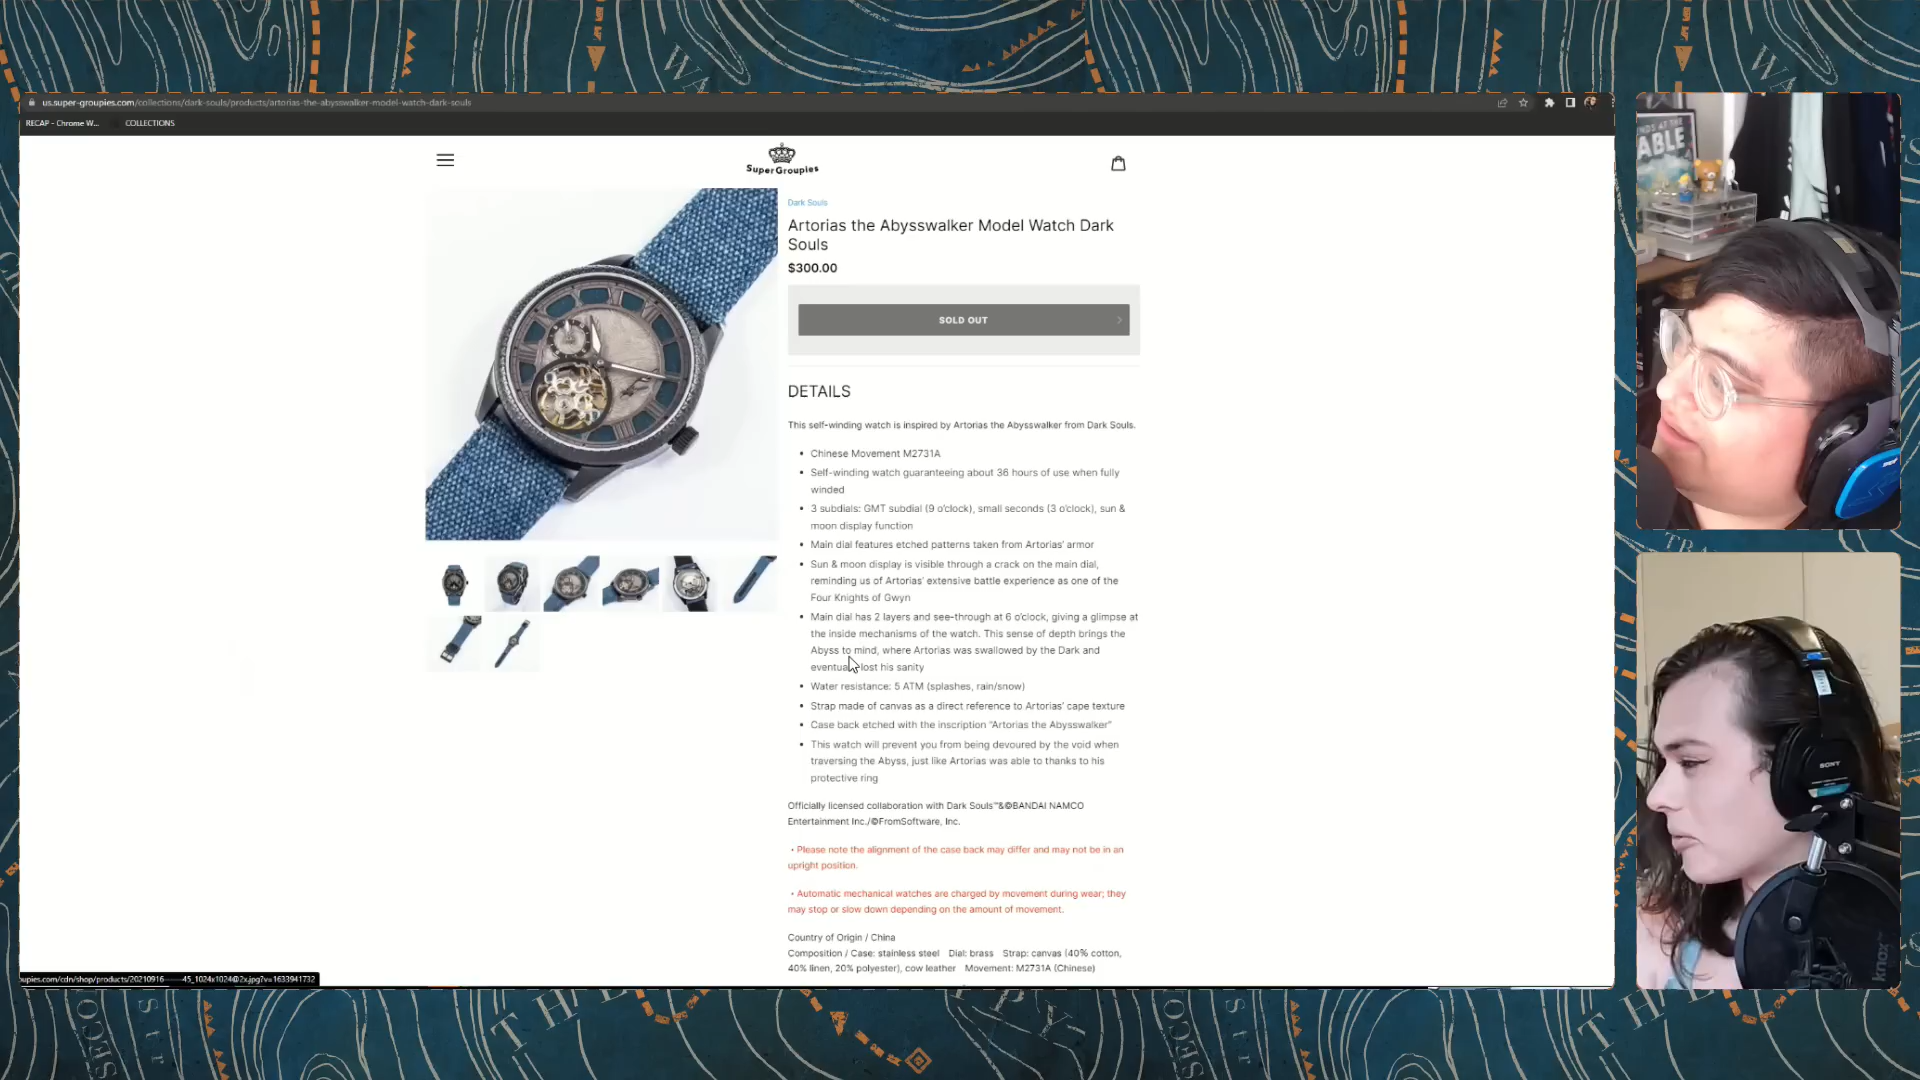 us.super-groupies.com/collections/dark-souls/products/artorias-the-abysswalker-model-watch-dark-souls
RECAP - Chrome W...
COLLECTIONS
SuperGroupies
Dark Souls
Artorias the Abysswalker Model Watch Dark
Souls
$300.00
SOLD OUT
DETAILS
This self-winding watch is inspired by Artorias the Abysswalker from Dark Souls.
• Chinese Movement M2731A
• Self-winding watch guaranteeing about 36 hours of use when fully
winded
• 3 subdials: GMT subdial (9 o'clock), small seconds (3 o'clock), sun &
moon display function
• Main dial features etched patterns taken from Artorias' armor
• Sun & moon display is visible through a crack on the main dial,
reminding us of Artorias' extensive battle experience as one of the
Four Knights of Gwyn
• Main dial has 2 layers and see-through at 6 o'clock, giving a glimpse at
the inside mechanisms of the watch. This sense of depth brings the
Abyss to mind, where Artorias was swallowed by the Dark and
lost his sanity
• Water resistance: 5 ATM (splashes, rain/snow)
• Strap made of canvas as a direct reference to Artorias' cape texture
• Case back etched with the inscription "Artorias the Abysswalker"
• This watch will prevent you from being devoured by the void when
traversing the Abyss, just like Artorias was able to thanks to his
protective ring
Officially licensed collaboration with Dark Souls™&©BANDAI NAMCO
Entertainment Inc./©FromSoftware, Inc.
・Please note the alignment of the case back may differ and may not be in an
upright position.
・Automatic mechanical watches are charged by movement during wear; they
may stop or slow down depending on the amount of movement.
Country of Origin / China
Composition / Case: stainless steel Dial: brass Strap: canvas (40% cotton,
40% linen, 20% polyester), cow leather Movement: M2731A (Chinese)
SONY
knox
ABLE
THE
SECO